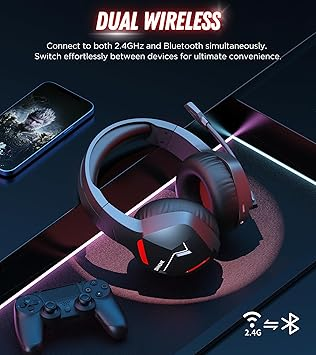 DUAL WIRELESS
Connect to both 2.4GHz and Bluetooth simultaneously.
Switch effortlessly between devices for ultimate convenience.
2.4G